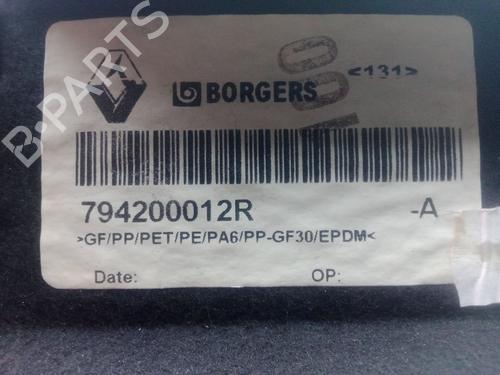 BORGERS
<131>
794200012R -A
>GF/PP/PET/PE/PA6/PP-GF30/EPDM<
Date: OP:
B-PARTS